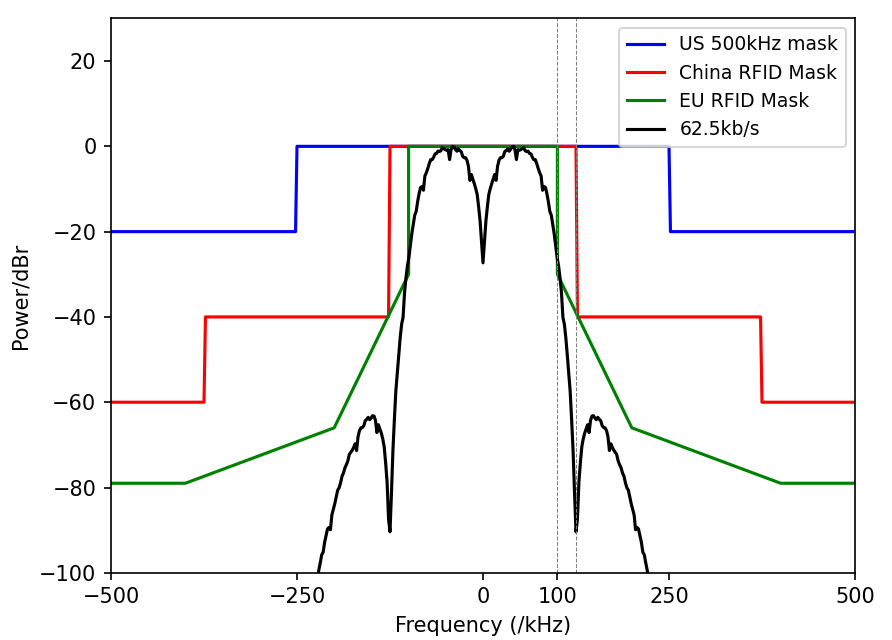 US 500kHz mask
China RFID Mask
EU RFID Mask
62.5kb/s
20
0
−20
−40
−60
−80
−100
Power/dBr
−500
−250
0
100
250
500
Frequency (/kHz)